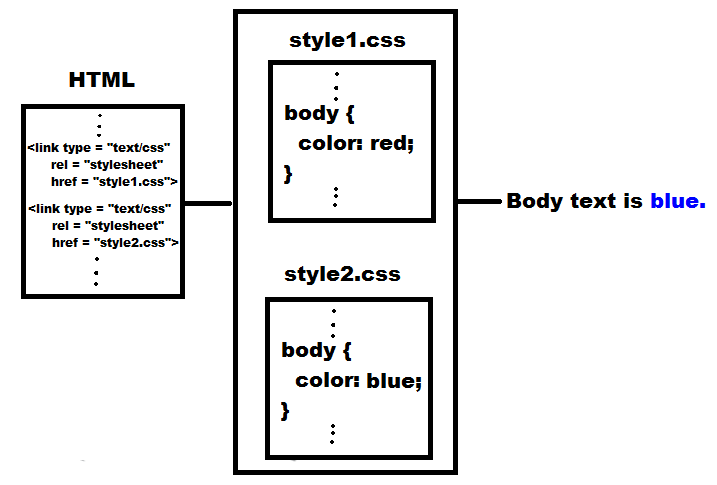 HTML
<link type = "text/css"
rel = "stylesheet"
href = "style1.css">
<link type = "text/css"
rel = "stylesheet"
href = "style2.css">
style1.css
body {
color: red;
}
style2.css
body {
color: blue;
}
Body text is blue.